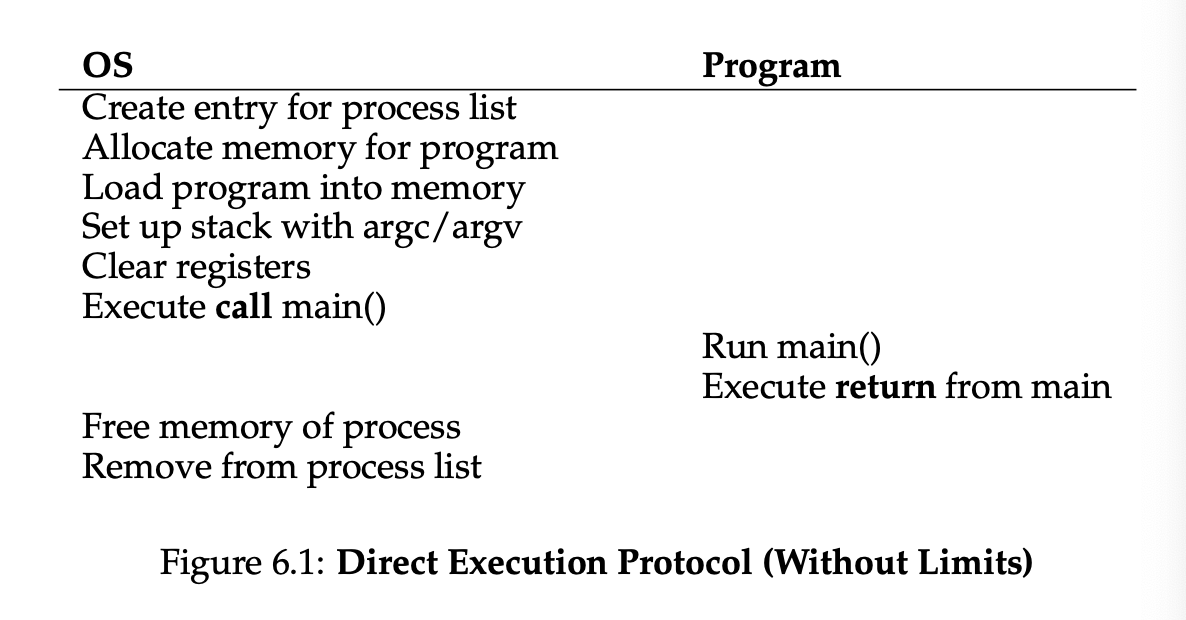 OS Program
Create entry for process list
Allocate memory for program
Load program into memory
Set up stack with argc/argv
Clear registers
Execute call main()
Run main()
Execute return from main
Free memory of process
Remove from process list
Figure 6.1: Direct Execution Protocol (Without Limits)